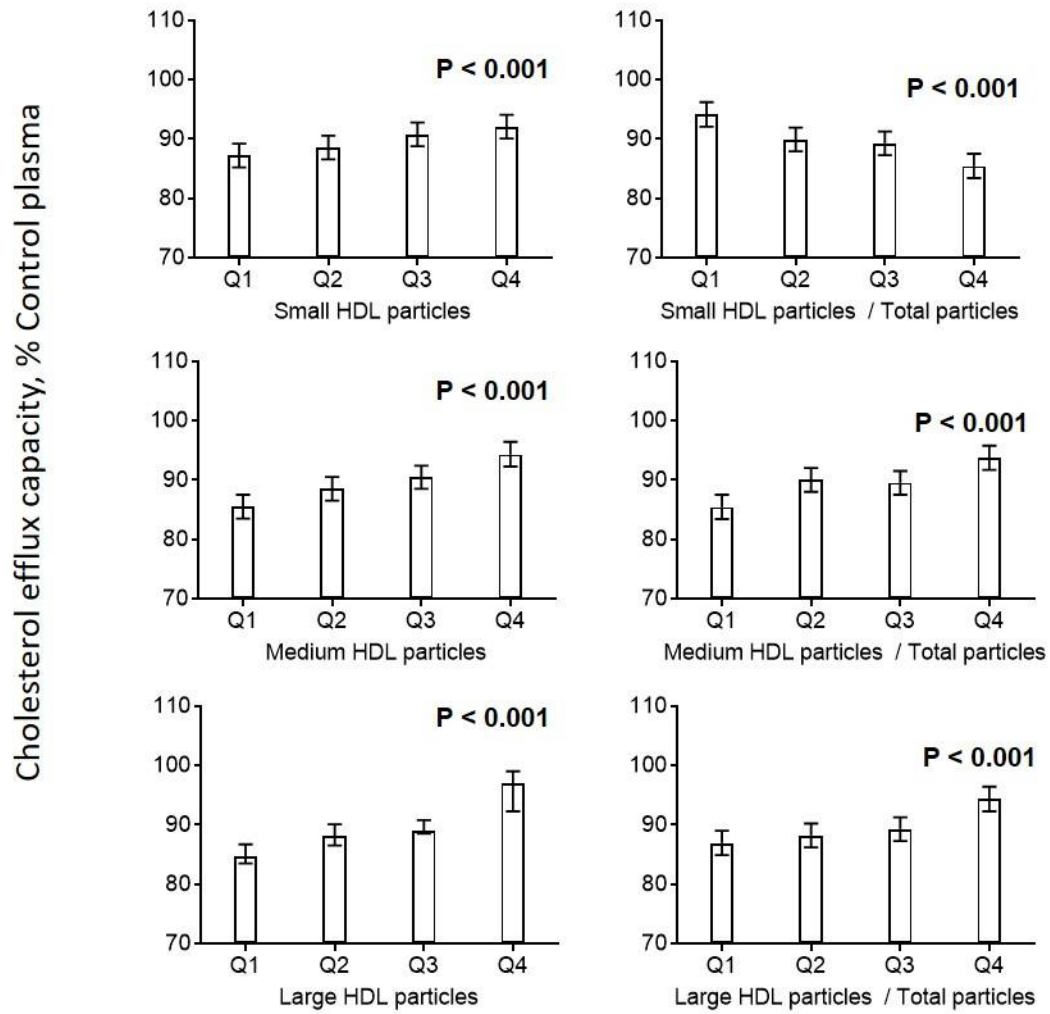 Cholesterol efflux capacity, % Control plasma
110
100
90
80
70
P < 0.001
Q1 Q2 Q3 Q4
Small HDL particles
110
100
90
80
70
P < 0.001
Q1 Q2 Q3 Q4
Small HDL particles / Total particles
110
100
90
80
70
P < 0.001
Q1 Q2 Q3 Q4
Medium HDL particles
110
100
90
80
70
P < 0.001
Q1 Q2 Q3 Q4
Medium HDL particles / Total particles
110
100
90
80
70
P < 0.001
Q1 Q2 Q3 Q4
Large HDL particles
110
100
90
80
70
P < 0.001
Q1 Q2 Q3 Q4
Large HDL particles / Total particles